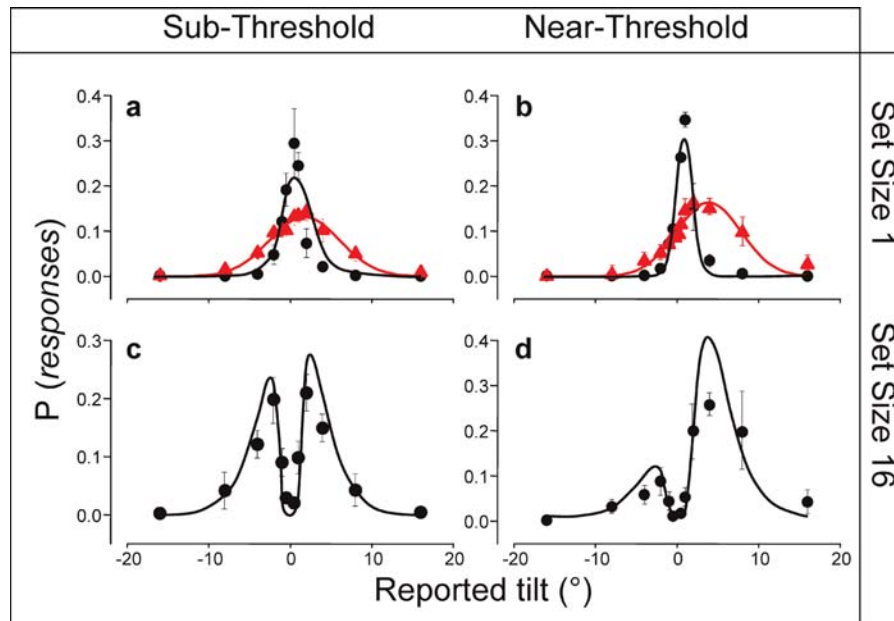 Sub-Threshold Near-Threshold
Set Size 1
Set Size 16
a
0.4
0.3
0.2
0.1
0.0
b
0.4
0.3
0.2
0.1
0.0
P (responses)
c
0.3
0.2
0.1
0.0
-20 -10 0 10 20
d
0.4
0.3
0.2
0.1
0.0
-20 -10 0 10 20
Reported tilt (°)